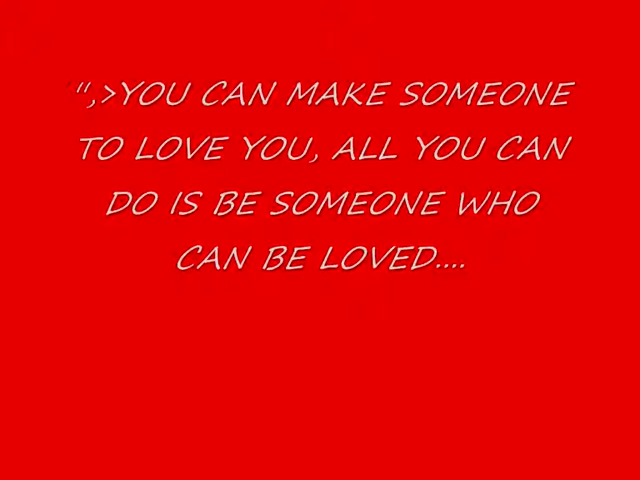 “,>YOU CAN MAKE SOMEONE
TO LOVE YOU, ALL YOU CAN
DO IS BE SOMEONE WHO
CAN BE LOVED....